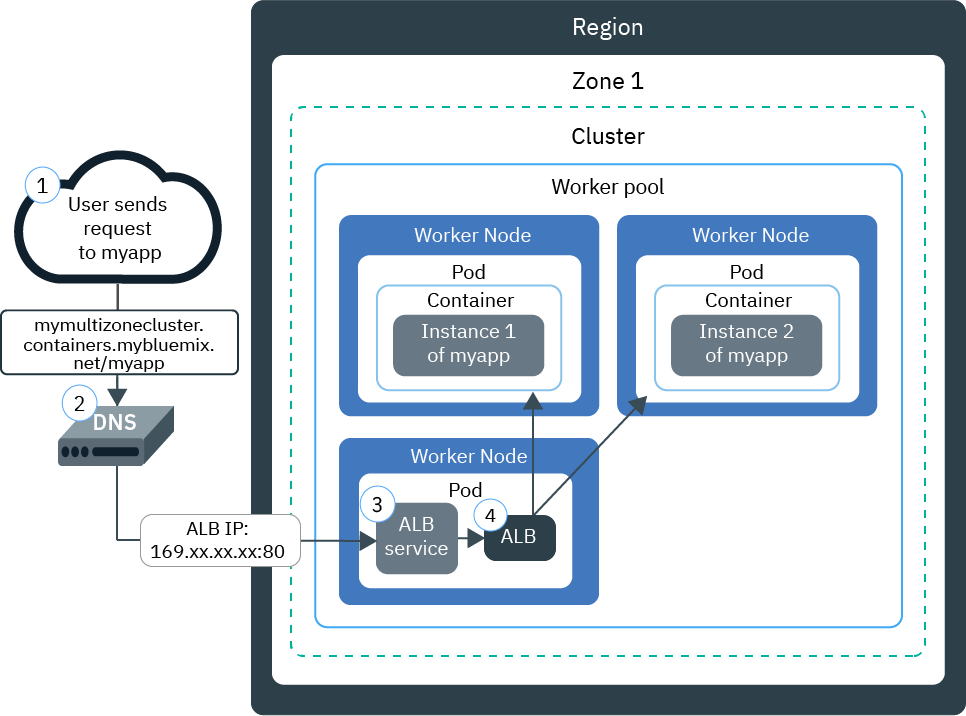 Region
Zone 1
Cluster
Worker pool
1
User sends
request
to myapp
mymultizonecluster.
containers.mybluemix.
net/myapp
2
DNS
ALB IP:
169.xx.xx.xx:80
Worker Node
Pod
Container
Instance 1
of myapp
Worker Node
Pod
Container
Instance 2
of myapp
Worker Node
Pod
3
ALB
service
4
ALB